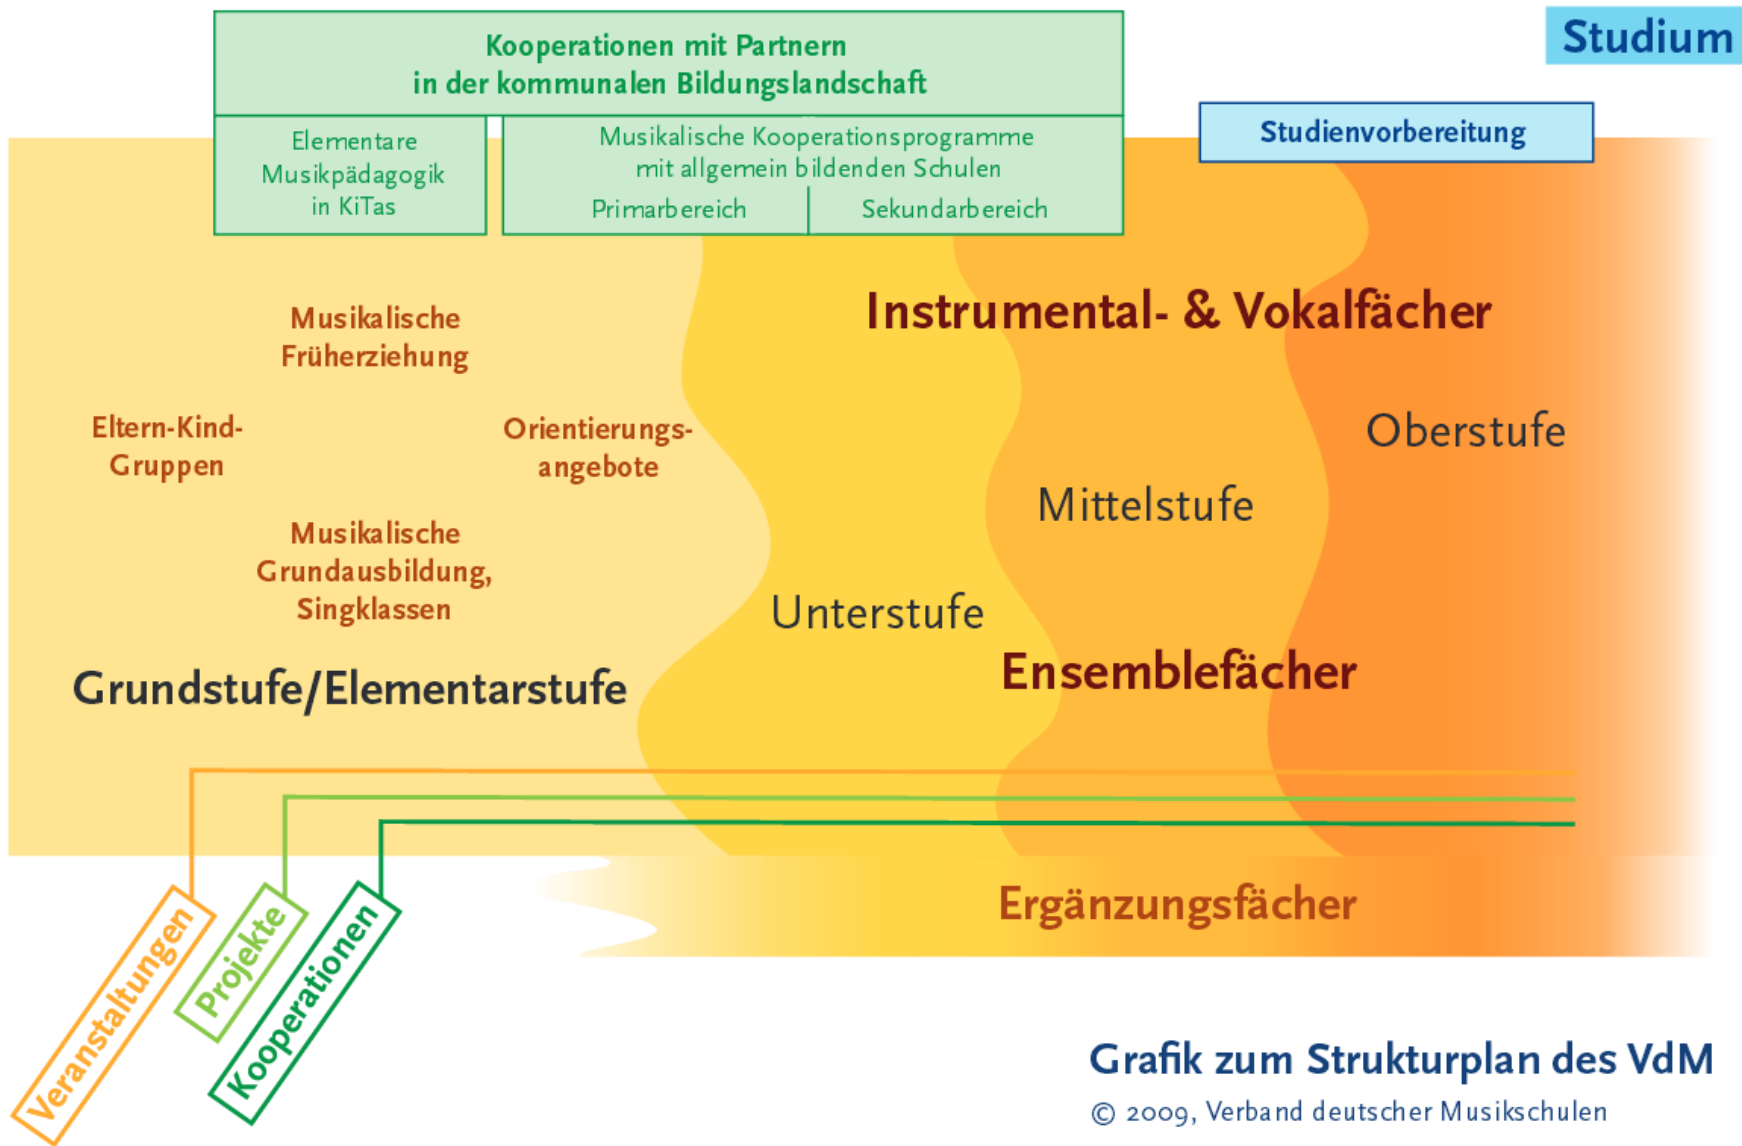 Studium
Kooperationen mit Partnern
in der kommunalen Bildungslandschaft
Elementare
Musikpädagogik
in KiTas
Musikalische Kooperationsprogramme
mit allgemein bildenden Schulen
Primarbereich
Sekundarbereich
Studienvorbereitung
Instrumental- & Vokalfächer
Musikalische
Früherziehung
Eltern-Kind-
Gruppen
Orientierungs-
angebote
Musikalische
Grundausbildung,
Singklassen
Grundstufe/Elementarstufe
Unterstufe
Mittelstufe
Oberstufe
Ensemblefächer
Ergänzungsfächer
Veranstaltungen
Projekte
Kooperationen
Grafik zum Strukturplan des VdM
© 2009, Verband deutscher Musikschulen